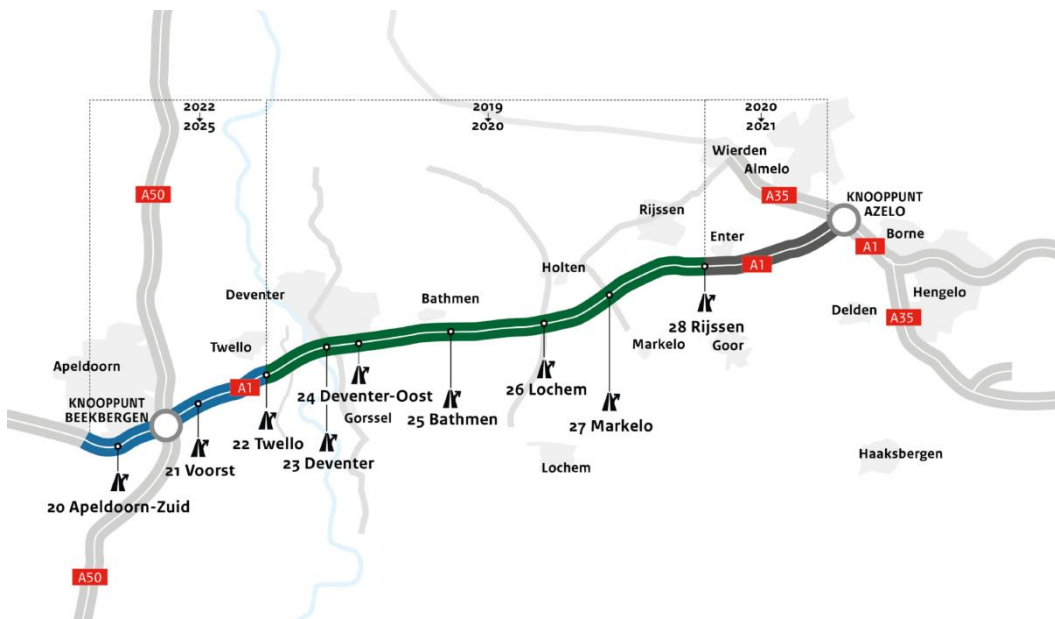 2022
2025
2019
2020
2020
2021
Wierden
Almelo
A50
A35
KNOOPPUNT
AZELO
Rijssen
Enter
A1
Borne
A1
Holten
Deventer
Bathmen
Hengelo
Delden
A35
28 Rijssen
Goor
Markelo
Twello
Apeldoorn
KNOOPPUNT
BEEKBERGEN
A1
24 Deventer-Oost
Gorssel
25 Bathmen
26 Lochem
27 Markelo
22 Twello
23 Deventer
21 Voorst
Lochem
Haaksbergen
20 Apeldoorn-Zuid
A50